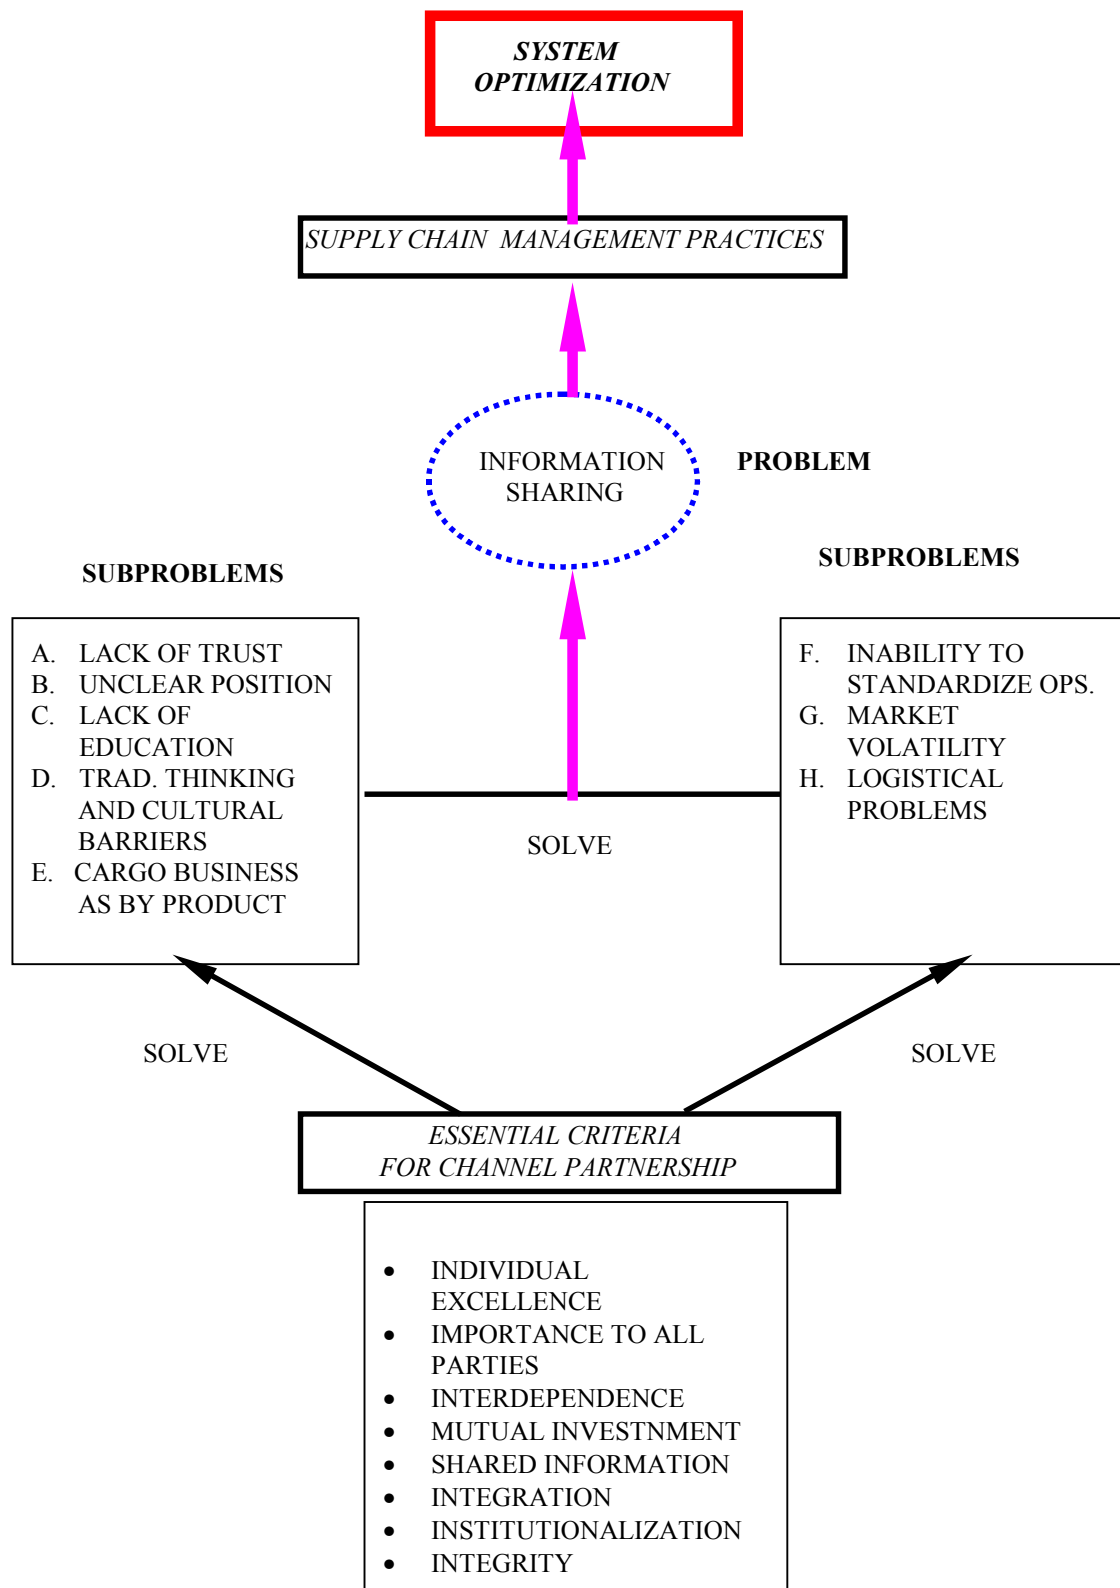 SYSTEM
OPTIMIZATION
SUPPLY CHAIN MANAGEMENT PRACTICES
INFORMATION
SHARING
PROBLEM
SUBPROBLEMS
A. LACK OF TRUST
B. UNCLEAR POSITION
C. LACK OF
EDUCATION
D. TRAD. THINKING
AND CULTURAL
BARRIERS
E. CARGO BUSINESS
AS BY PRODUCT
SUBPROBLEMS
F. INABILITY TO
STANDARDIZE OPS.
G. MARKET
VOLATILITY
H. LOGISTICAL
PROBLEMS
SOLVE
SOLVE
SOLVE
ESSENTIAL CRITERIA
FOR CHANNEL PARTNERSHIP
• INDIVIDUAL
EXCELLENCE
• IMPORTANCE TO ALL
PARTIES
• INTERDEPENDENCE
• MUTUAL INVESTNMENT
• SHARED INFORMATION
• INTEGRATION
• INSTITUTIONALIZATION
• INTEGRITY